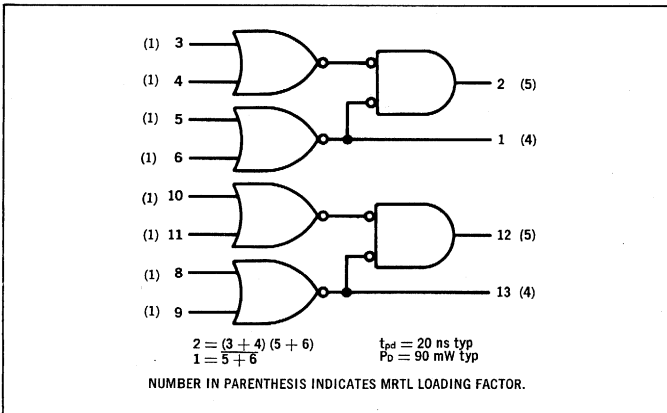 (1) 3
(1) 4
2 (5)
(1) 5
1 (4)
(1) 6
(1) 10
(1) 11
12 (5)
(1) 8
13 (4)
(1) 9
2 = (3 + 4) (5 + 6)
1 = 5 + 6
tpd = 20 ns typ
PD = 90 mW typ
NUMBER IN PARENTHESIS INDICATES MRTL LOADING FACTOR.